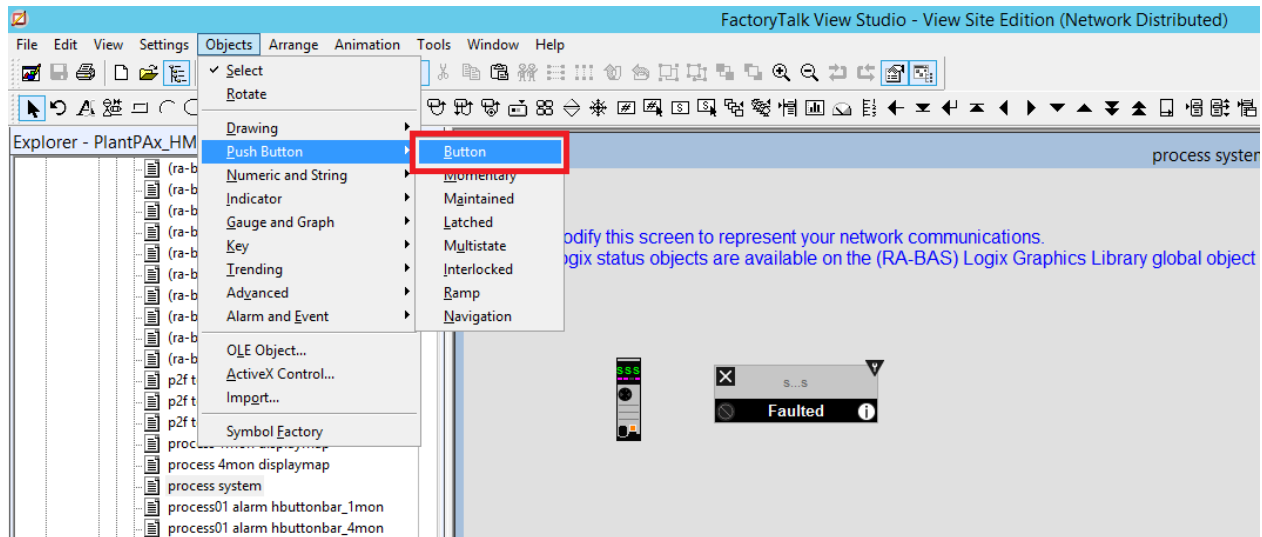 FactoryTalk View Studio - View Site Edition (Network Distributed)
File Edit View Settings Objects Arrange Animation Tools Window Help
Select
Rotate
Drawing
Push Button
Numeric and String
Indicator
Gauge and Graph
Key
Trending
Advanced
Alarm and Event
OLE Object...
ActiveX Control...
Import...
Symbol Factory
Button
Momentary
Maintained
Latched
Multistate
Interlocked
Ramp
Navigation
Explorer - PlantPAx_HM
(ra-b
(ra-b
(ra-b
(ra-b
(ra-b
(ra-b
(ra-b
(ra-b
(ra-b
(ra-b
p2f t
p2f t
p2f t
process 4mon displaymap
process system
process01 alarm hbuttonbar_1mon
process01 alarm hbuttonbar_4mon
process system
odify this screen to represent your network communications.
ogix status objects are available on the (RA-BAS) Logix Graphics Library global object
sss
s...s
Faulted